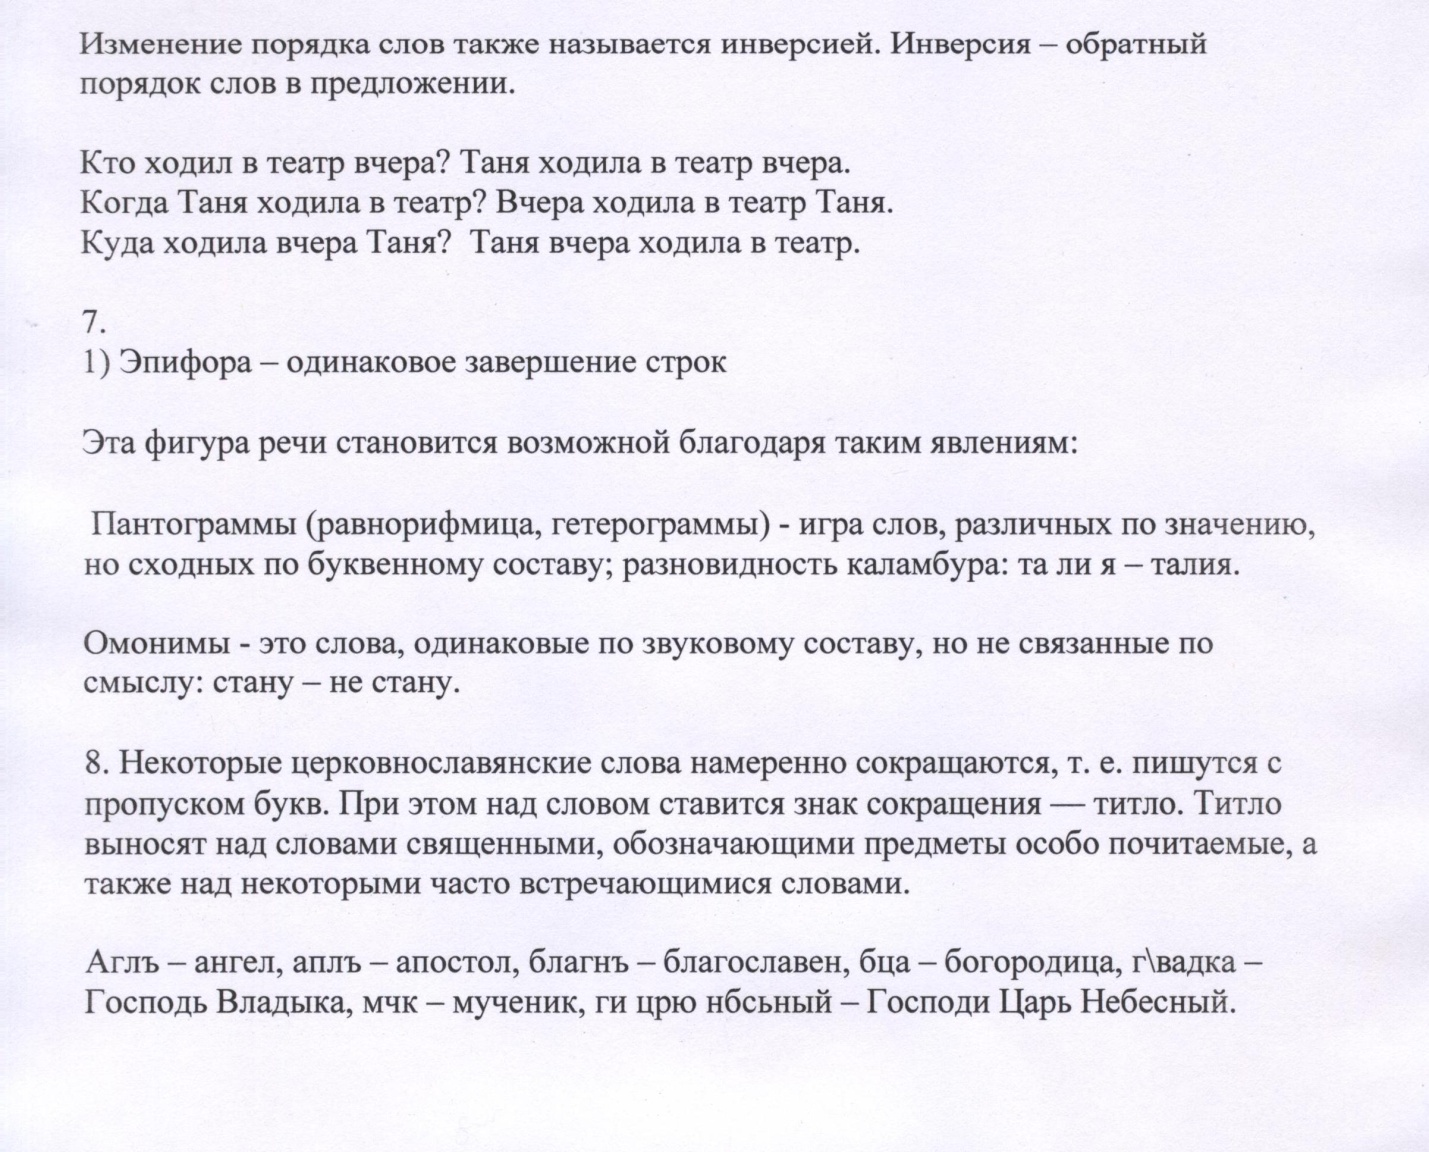 Изменение порядка слов также называется инверсией. Инверсия – обратный
порядок слов в предложении.
Кто ходил в театр вчера? Таня ходила в театр вчера.
Когда Таня ходила в театр? Вчера ходила в театр Таня.
Куда ходила вчера Таня?  Таня вчера ходила в театр.
7.
1) Эпифора – одинаковое завершение строк
Эта фигура речи становится возможной благодаря таким явлениям:
Пантограммы (равнорифмица, гетерограммы) - игра слов, различных по значению,
но сходных по буквенному составу; разновидность каламбура: та ли я – талия.
Омонимы - это слова, одинаковые по звуковому составу, но не связанные по
смыслу: стану – не стану.
8. Некоторые церковнославянские слова намеренно сокращаются, т. е. пишутся с
пропуском букв. При этом над словом ставится знак сокращения — титло. Титло
выносят над словами священными, обозначающими предметы особо почитаемые, а
также над некоторыми часто встречающимися словами.
Аглъ – ангел, аплъ – апостол, благнъ – благославен, бца – богородица, г\вадка –
Господь Владыка, мчк – мученик, ги црю нбсьный – Господи Царь Небесный.